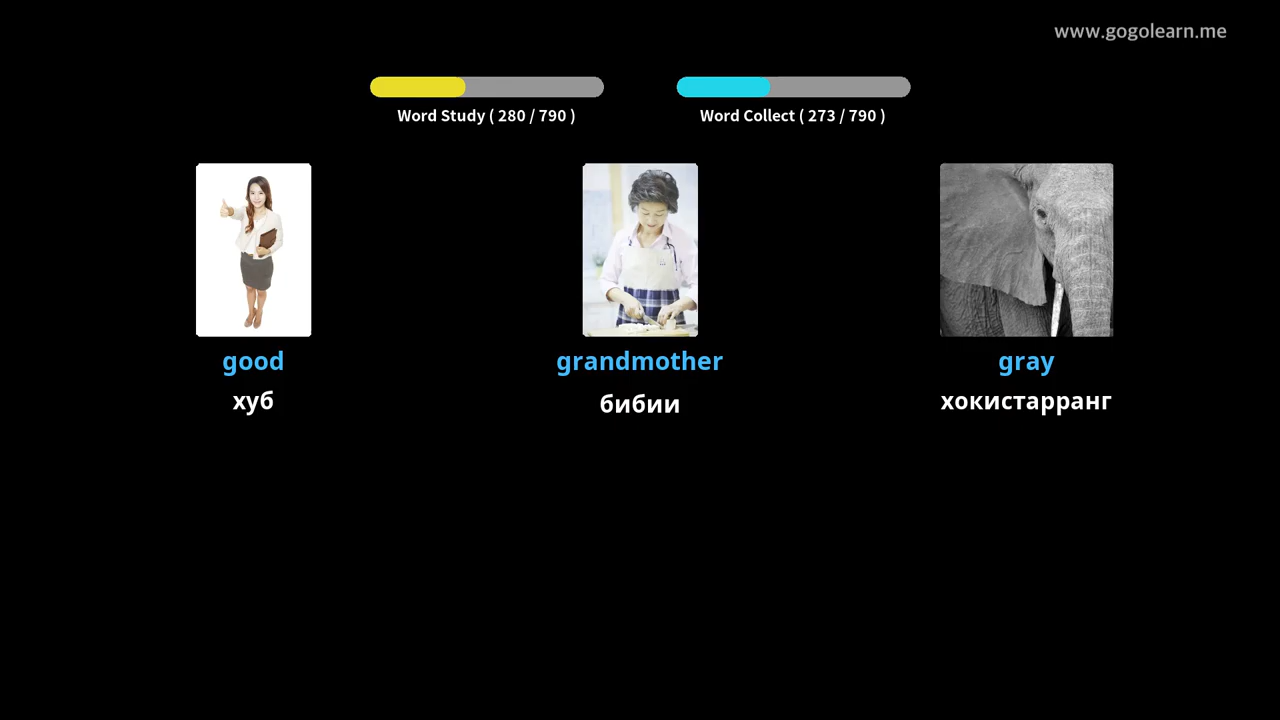 www.gogolearn.me
Word Study ( 280 / 790 )
Word Collect ( 273 / 790 )
good
grandmother
gray
хуб
бибии
хокистарранг